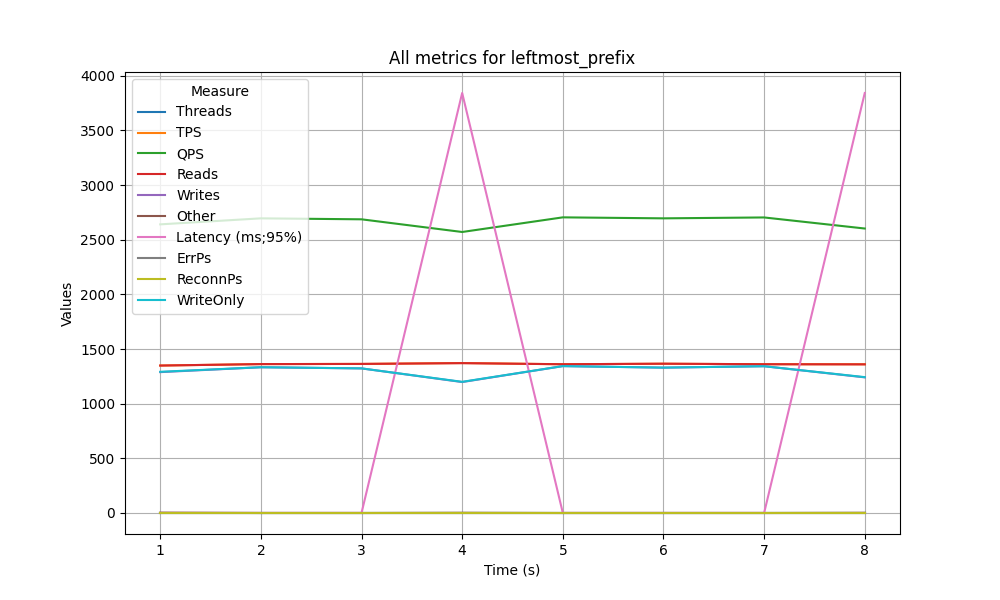 All metrics for leftmost_prefix
4000
3500
3000
2500
2000
1500
1000
500
0
Values
Measure
Threads
TPS
QPS
Reads
Writes
Other
Latency (ms;95%)
ErrPs
ReconnPs
WriteOnly
1 2 3 4 5 6 7 8
Time (s)